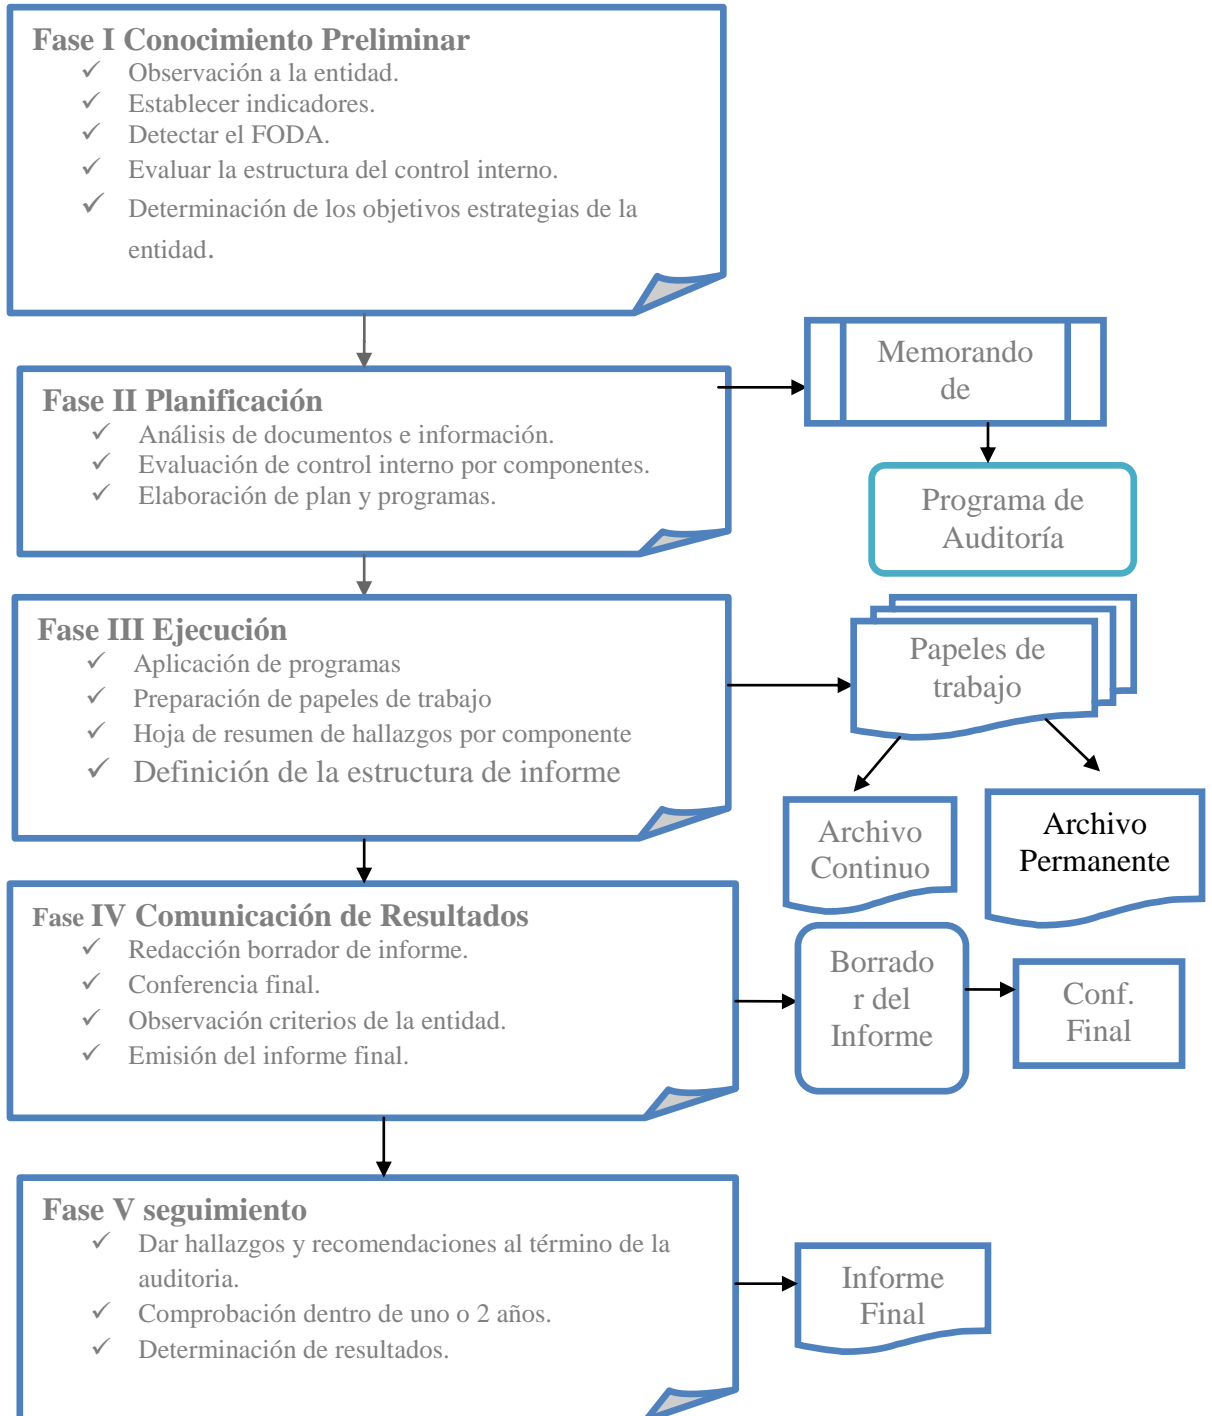 Fase I Conocimiento Preliminar
✓ Observación a la entidad.
✓ Establecer indicadores.
✓ Detectar el FODA.
✓ Evaluar la estructura del control interno.
✓ Determinación de los objetivos estrategias de la
entidad.
Memorando
de
Fase II Planificación
✓ Análisis de documentos e información.
✓ Evaluación de control interno por componentes.
✓ Elaboración de plan y programas.
Programa de
Auditoría
Fase III Ejecución
✓ Aplicación de programas
✓ Preparación de papeles de trabajo
✓ Hoja de resumen de hallazgos por componente
✓ Definición de la estructura de informe
Papeles de
trabajo
Archivo
Continuo
Archivo
Permanente
Fase IV Comunicación de Resultados
✓ Redacción borrador de informe.
✓ Conferencia final.
✓ Observación criterios de la entidad.
✓ Emisión del informe final.
Borrado
r del
Informe
Conf.
Final
Fase V seguimiento
✓ Dar hallazgos y recomendaciones al término de la
auditoria.
✓ Comprobación dentro de uno o 2 años.
✓ Determinación de resultados.
Informe
Final